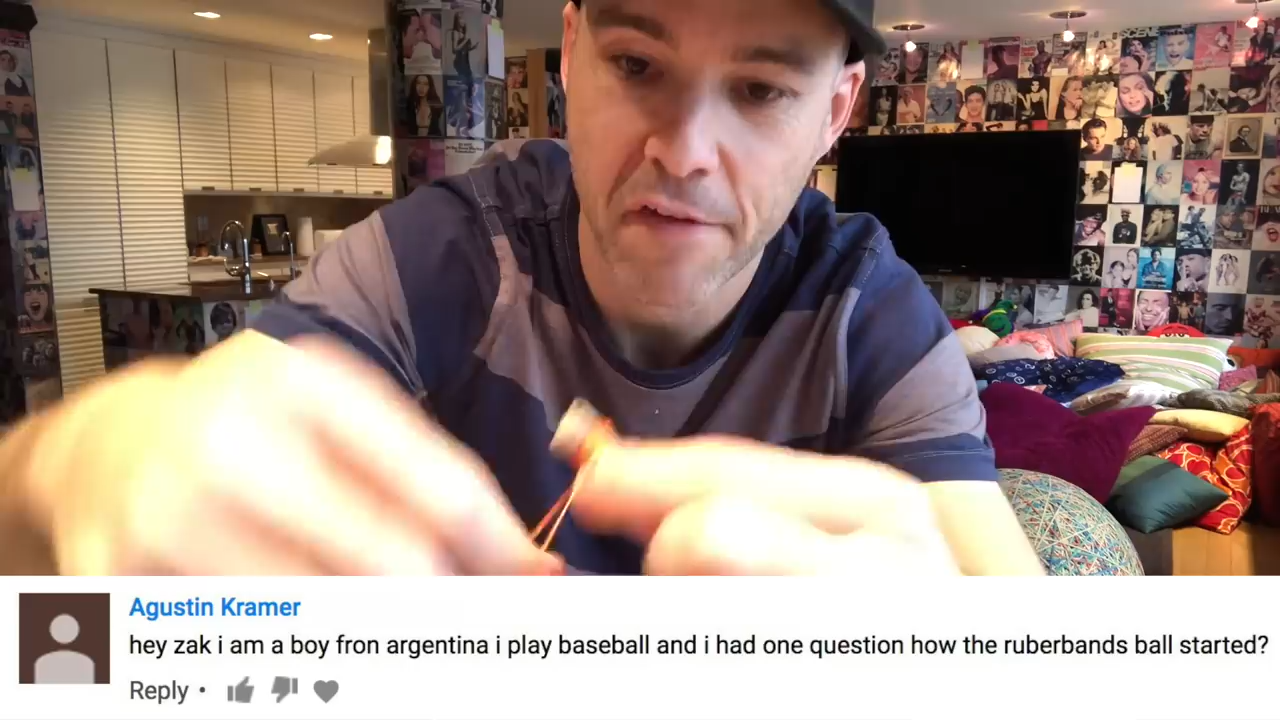 Agustin Kramer
hey zak i am a boy fron argentina i play baseball and i had one question how the ruberbands ball started?
Reply •